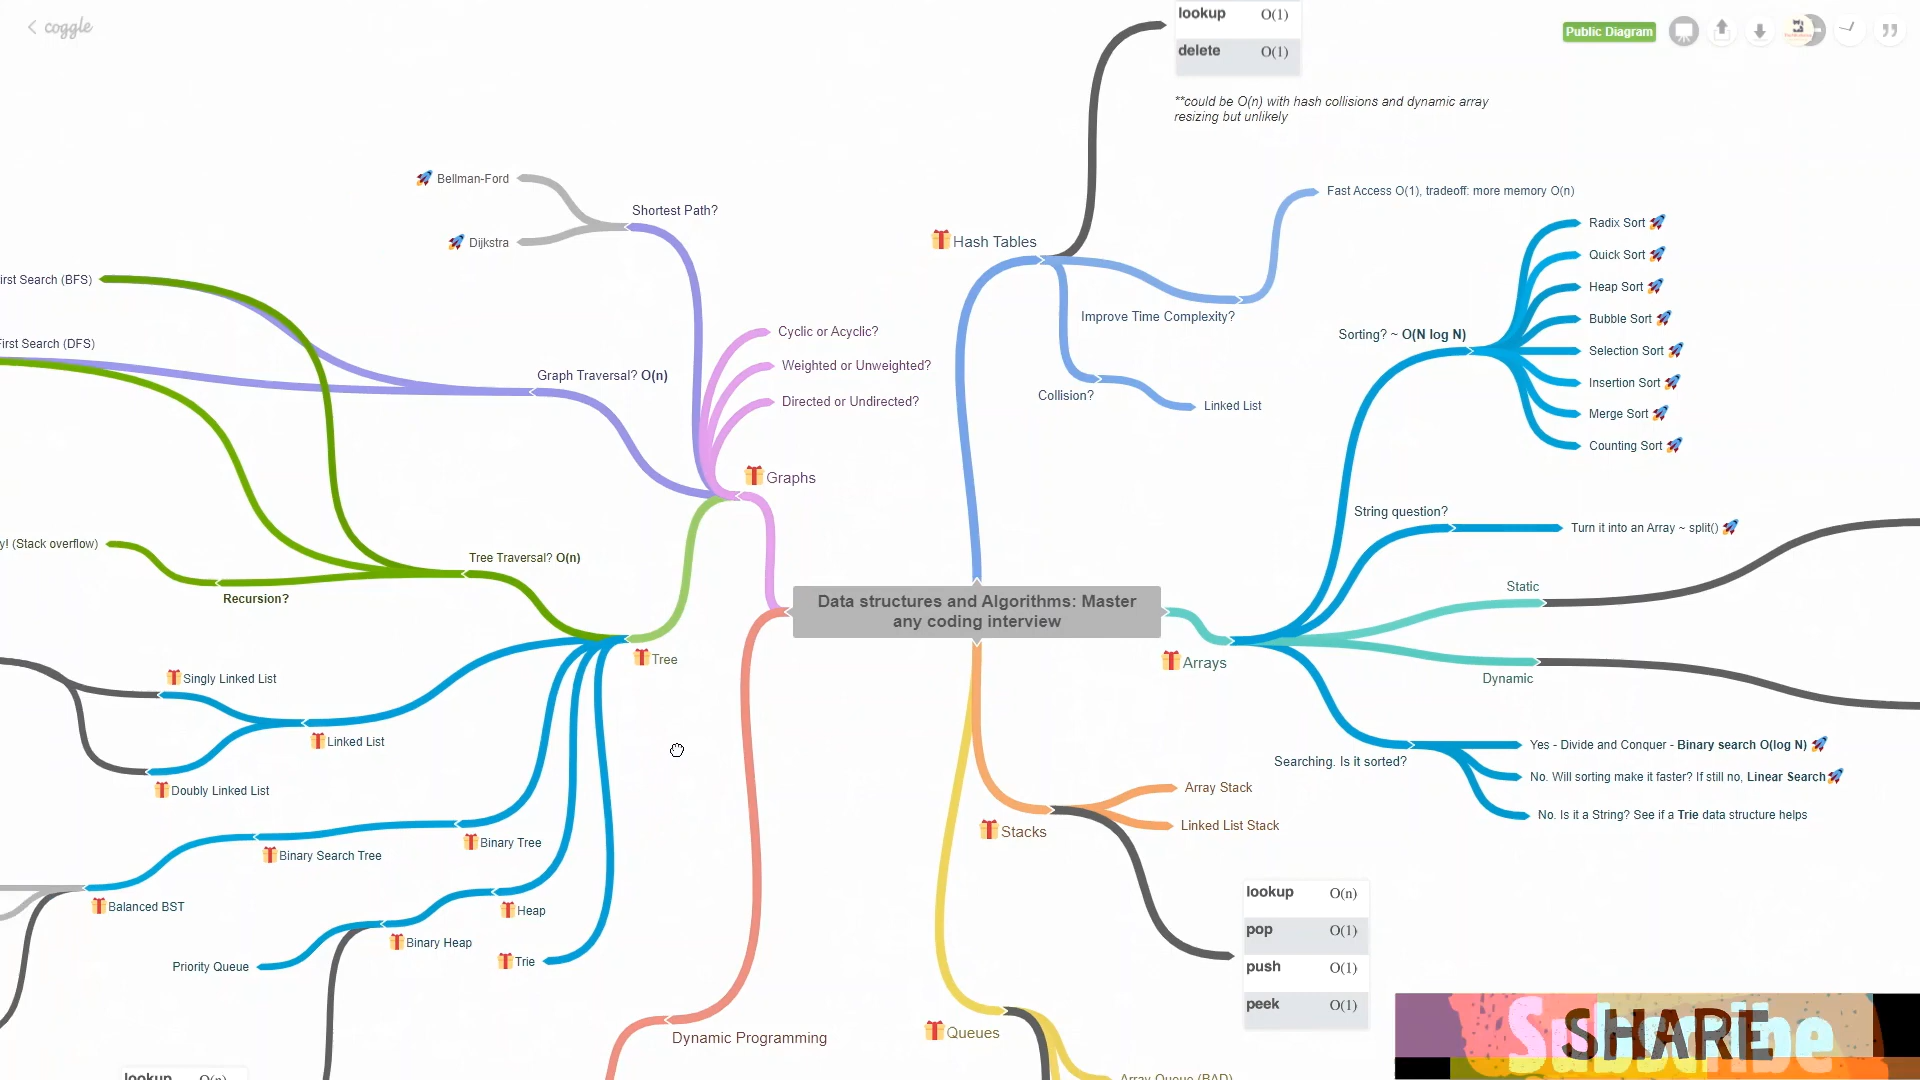 coggle
Public Diagram
lookup O(1)
delete O(1)
**could be O(n) with hash collisions and dynamic array
resizing but unlikely
Bellman-Ford
Dijkstra
Shortest Path?
irst Search (BFS)
First Search (DFS)
Graph Traversal? O(n)
Cyclic or Acyclic?
Weighted or Unweighted?
Directed or Undirected?
Graphs
Hash Tables
Fast Access O(1), tradeoff: more memory O(n)
Improve Time Complexity?
Collision?
Linked List
Sorting? ~ O(N log N)
Radix Sort
Quick Sort
Heap Sort
Bubble Sort
Selection Sort
Insertion Sort
Merge Sort
Counting Sort
String question?
Turn it into an Array ~ split()
Static
Dynamic
Arrays
Searching. Is it sorted?
Yes - Divide and Conquer - Binary search O(log N)
No. Will sorting make it faster? If still no, Linear Search
No. Is it a String? See if a Trie data structure helps
Data structures and Algorithms: Master
any coding interview
y! (Stack overflow)
Tree Traversal? O(n)
Recursion?
Tree
Singly Linked List
Linked List
Doubly Linked List
Binary Tree
Binary Search Tree
Balanced BST
Heap
Binary Heap
Priority Queue
Trie
Dynamic Programming
Stacks
Array Stack
Linked List Stack
lookup O(n)
pop O(1)
push O(1)
peek O(1)
Queues
Array Queue (BAD)
lookup O(n)
Subscribe
SHARE